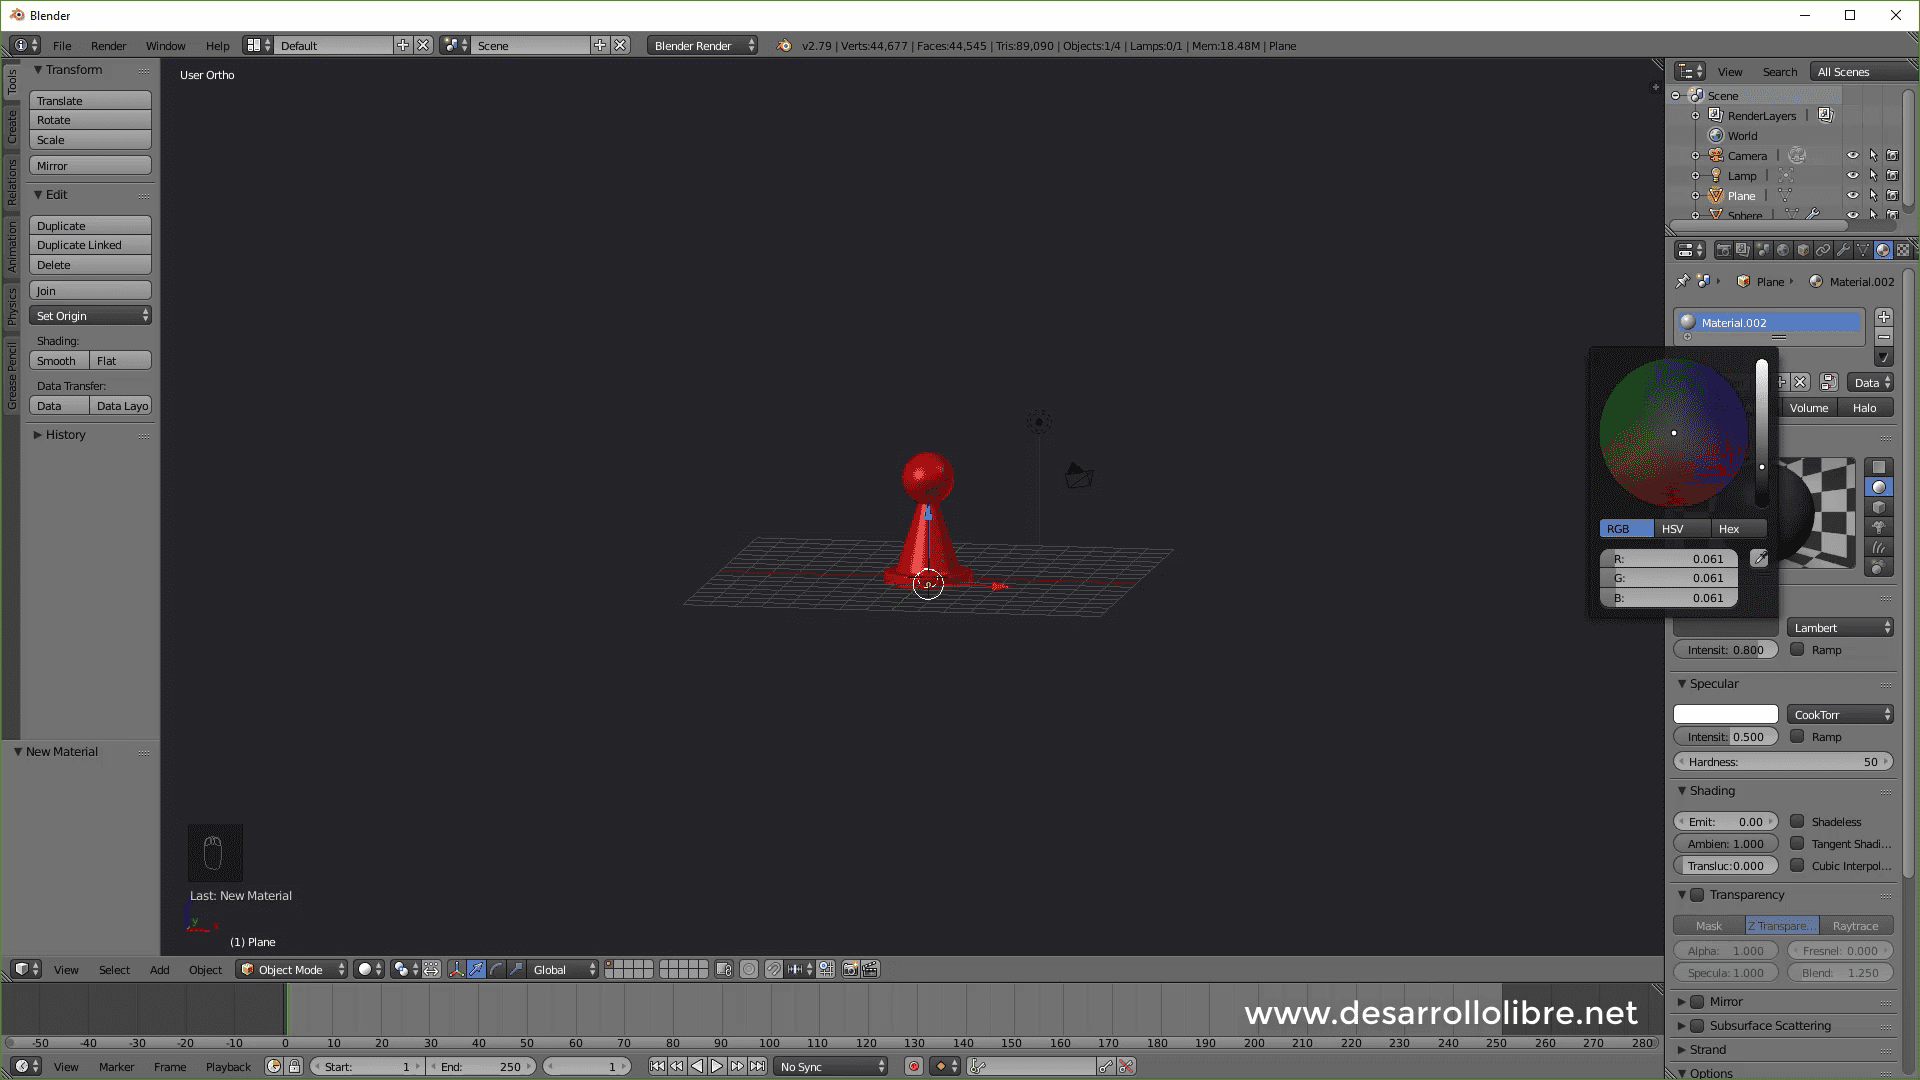 Blender
File Render Window Help Default Scene Blender Render v2.79 | Verts:44,677 | Faces:44,545 | Tris:89,090 | Objects:1/4 | Lamps:0/1 | Mem:18.48M | Plane
Tools
Create
Relations
Animation
Physics
Grease Pencil
Transform
Translate
Rotate
Scale
Mirror
Edit
Duplicate
Duplicate Linked
Delete
Join
Set Origin
Shading:
Smooth Flat
Data Transfer:
Data Data Layo
History
New Material
User Ortho
Last: New Material
y x
(1) Plane
View Search All Scenes
Scene
RenderLayers |
World
Camera |
Lamp |
Plane |
Sphere |
Plane Material.002
Material.002
Data
Volume Halo
RGB HSV Hex
R: 0.061
G: 0.061
B: 0.061
Lambert
Intensit: 0.800 Ramp
Specular
CookTorr
Intensit: 0.500 Ramp
Hardness: 50
Shading
Emit: 0.00 Shadeless
Ambien: 1.000 Tangent Shadi...
Transluc:0.000 Cubic Interpol...
Transparency
Mask Z Transpare... Raytrace
Alpha: 1.000 Fresnel: 0.000
Specula: 1.000 Blend: 1.250
Mirror
Subsurface Scattering
Strand
Options
View Select Add Object Object Mode Global
www.desarrollolibre.net
-50 -40 -30 -20 -10 0 10 20 30 40 50 60 70 80 90 100 110 120 130 140 150 160 170 180 190 200 210 220 230 240 250 260 270 280
View Marker Frame Playback Start: 1 End: 250 1 No Sync